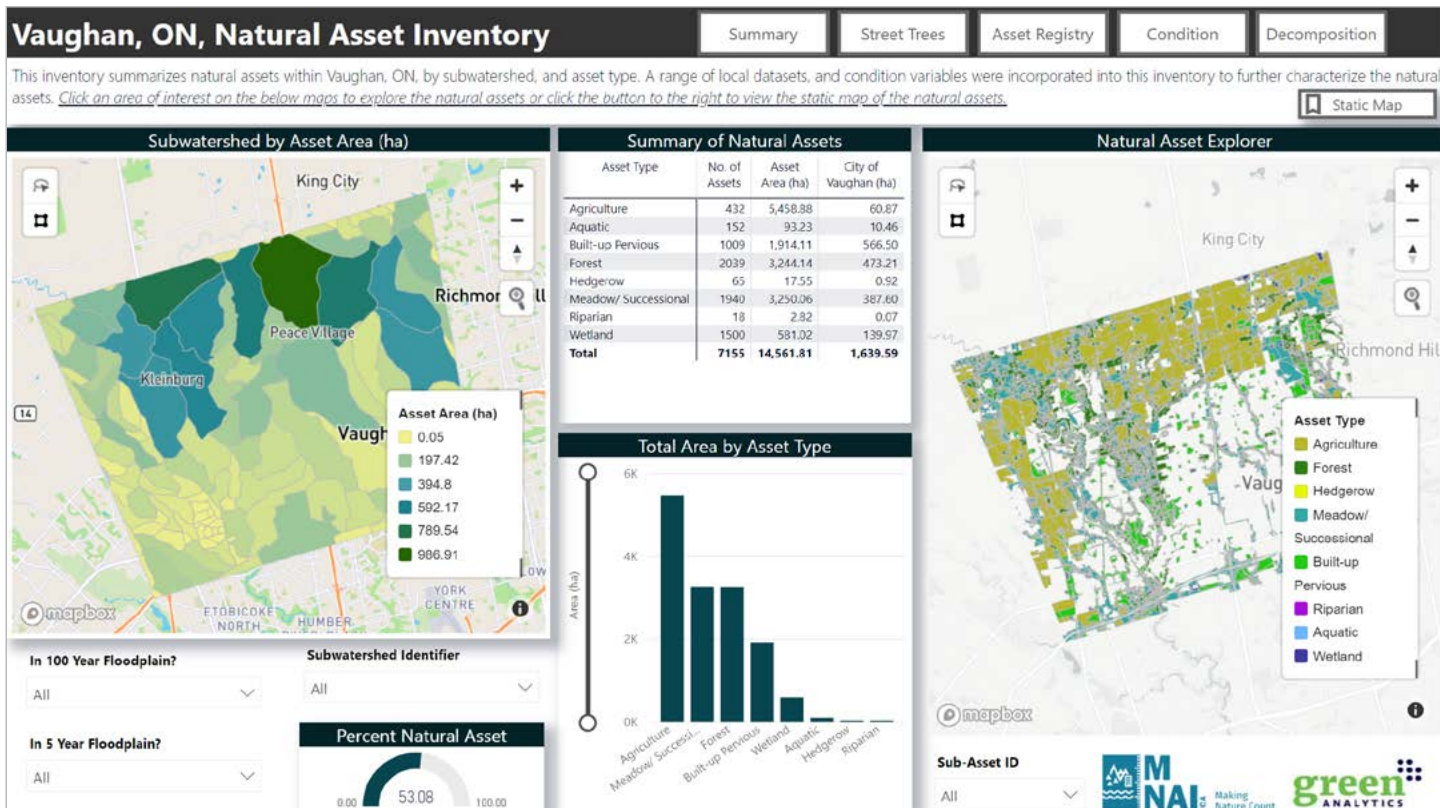 Vaughan, ON, Natural Asset Inventory
Summary
Street Trees
Asset Registry
Condition
Decomposition
This inventory summarizes natural assets within Vaughan, ON, by subwatershed, and asset type. A range of local datasets, and condition variables were incorporated into this inventory to further characterize the natural
assets. Click an area of interest on the below maps to explore the natural assets or click the button to the right to view the static map of the natural assets.
Static Map
Subwatershed by Asset Area (ha)
King City
Richmon ll
Peace Village
Kleinburg
14
Vaugh
Asset Area (ha)
0.05
197.42
394.8
592.17
789.54
986.91
LOW
YORK
CENTRE
ETOBICOKE
NORTH
HUMBER
mapbox
In 100 Year Floodplain?
All
Subwatershed Identifier
All
In 5 Year Floodplain?
All
Percent Natural Asset
53.08
0.00
100.00
Summary of Natural Assets
Asset Type No. of Assets Asset Area (ha) City of Vaughan (ha)
Agriculture 432 5,458.88 60.87
Aquatic 152 93.23 10.46
Built-up Pervious 1009 1,914.11 566.50
Forest 2039 3,244.14 473.21
Hedgerow 65 17.55 0.92
Meadow/ Successional 1940 3,250.06 387.60
Riparian 18 2.82 0.07
Wetland 1500 581.02 139.97
Total 7155 14,561.81 1,639.59
Total Area by Asset Type
6K
4K
2K
0K
Area (ha)
Agriculture
Meadow/ Successi...
Forest
Built-up Pervious
Wetland
Aquatic
Hedgerow
Riparian
Natural Asset Explorer
King City
Richmond Hil
Vaug
Asset Type
Agriculture
Forest
Hedgerow
Meadow/
Successional
Built-up
Pervious
Riparian
Aquatic
Wetland
mapbox
Sub-Asset ID
All
MNAI.CA
Making
Nature Count
green
ANALYTICS